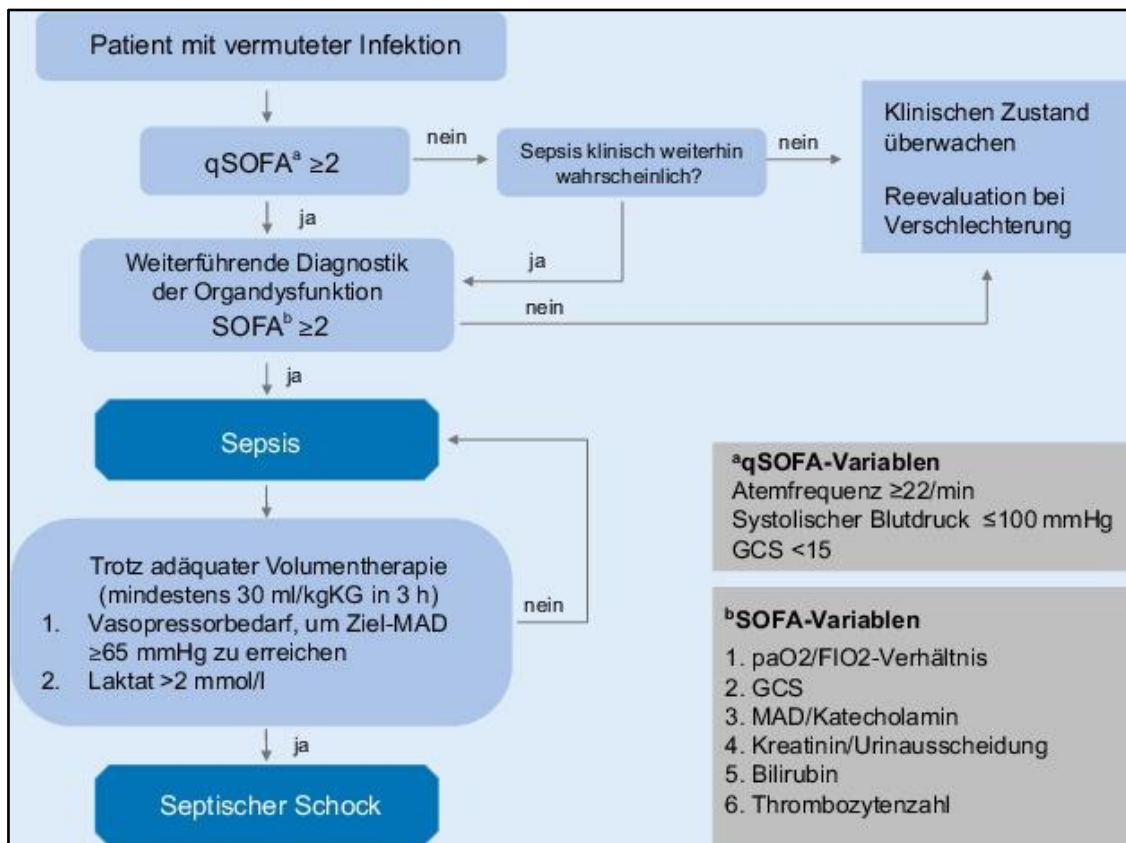 Patient mit vermuteter Infektion
qSOFAᵃ ≥2
nein
Sepsis klinisch weiterhin
wahrscheinlich?
nein
Klinischen Zustand
überwachen
Reevaluation bei
Verschlechterung
ja
ja
Weiterführende Diagnostik
der Organdysfunktion
SOFAᵇ ≥2
nein
ja
Sepsis
Trotz adäquater Volumentherapie
(mindestens 30 ml/kgKG in 3 h)
1. Vasopressorbedarf, um Ziel-MAD
≥65 mmHg zu erreichen
2. Laktat >2 mmol/l
nein
ja
Septischer Schock
ᵃqSOFA-Variablen
Atemfrequenz ≥22/min
Systolischer Blutdruck ≤100 mmHg
GCS <15
ᵇSOFA-Variablen
1. paO2/FIO2-Verhältnis
2. GCS
3. MAD/Katecholamin
4. Kreatinin/Urinausscheidung
5. Bilirubin
6. Thrombozytenzahl